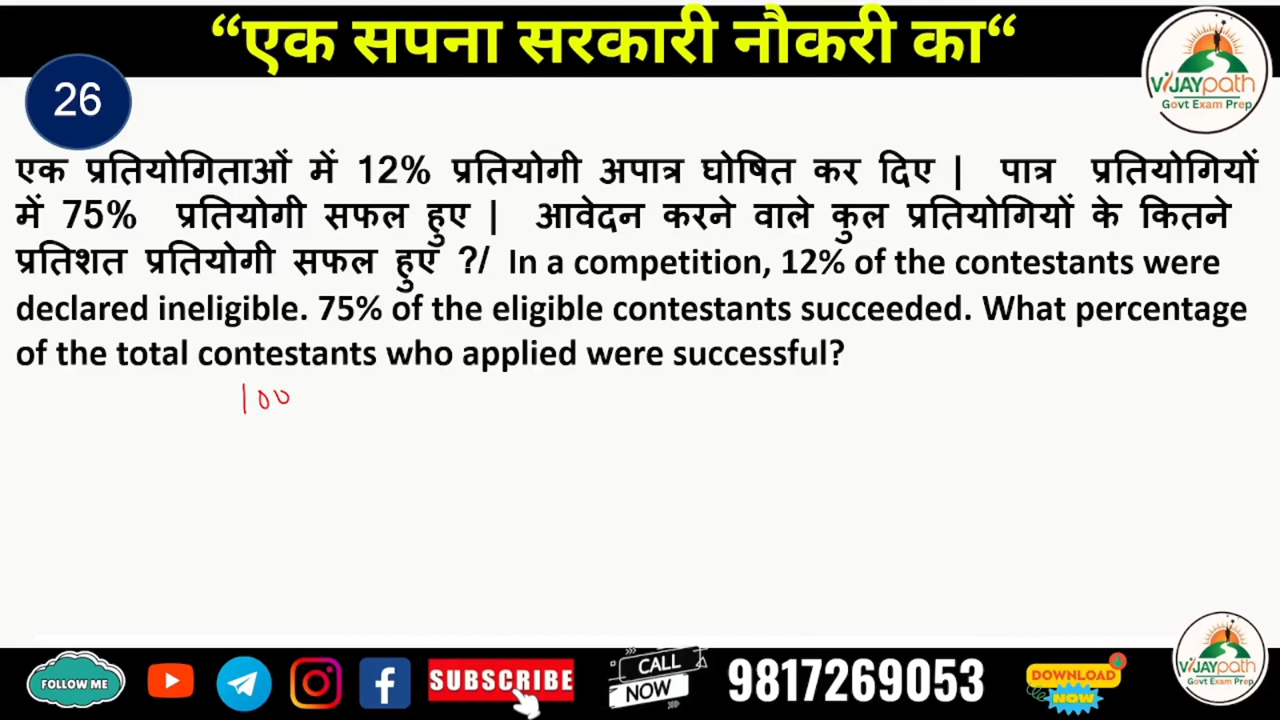 “एक सपना सरकारी नौकरी का“
26
VIJAYpath
Govt Exam Prep
एक प्रतियोगिताओं में 12% प्रतियोगी अपात्र घोषित कर दिए | पात्र प्रतियोगियों
में 75% प्रतियोगी सफल हुए | आवेदन करने वाले कुल प्रतियोगियों के कितने
प्रतिशत प्रतियोगी सफल हुए ?/ In a competition, 12% of the contestants were
declared ineligible. 75% of the eligible contestants succeeded. What percentage
of the total contestants who applied were successful?
100
FOLLOW ME
SUBSCRIBE
CALL
NOW
9817269053
DOWNLOAD
NOW
VIJAYpath
Govt Exam Prep